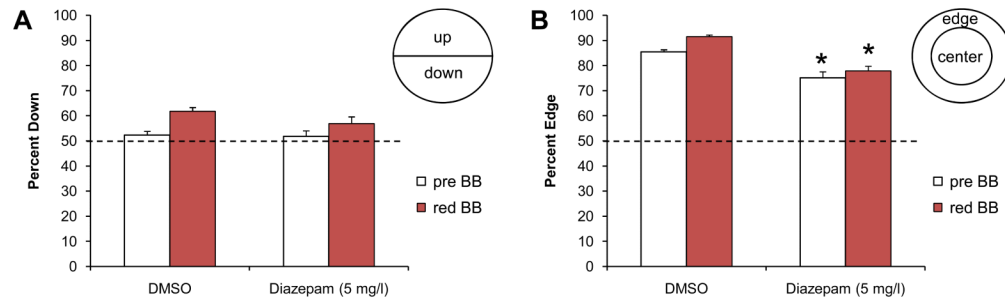 A
up
down
Percent Down
100
90
80
70
60
50
40
30
20
10
0
pre BB
red BB
DMSO
Diazepam (5 mg/l)
B
edge
center
Percent Edge
100
90
80
70
60
50
40
30
20
10
0
*
*
pre BB
red BB
DMSO
Diazepam (5 mg/l)